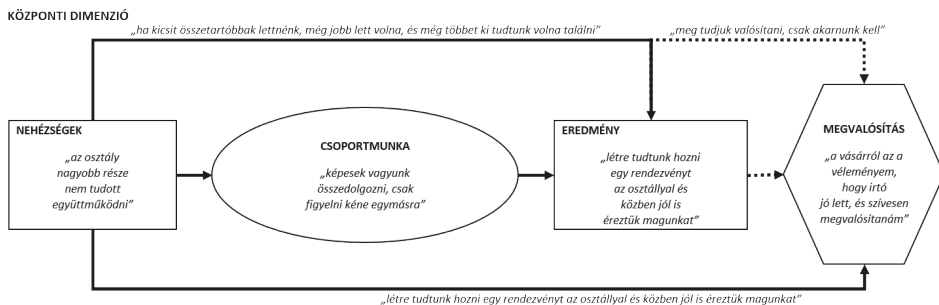 KÖZPONTI DIMENZIÓ
„ha kicsit összetartóbbak lettnénk, még jobb lett volna, és még többet ki tudtunk volna találni”
„meg tudjuk valósítani, csak akarnunk kell”
NEHÉZSÉGEK
„az osztály
nagyobb része
nem tudott
együttműködni”
CSOPORTMUNKA
„képesek vagyunk
összedolgozni, csak
figyelni kéne egymásra”
EREDMÉNY
„létre tudtunk hozni
egy rendezvényt
az osztállyal és
közben jól is
éreztük magunkat”
MEGVALÓSÍTÁS
„a vásárról az a
véleményem,
hogy irtó
jó lett, és szívesen
megvalósítanám”
„létre tudtunk hozni egy rendezvényt az osztállyal és közben jól is éreztük magunkat”